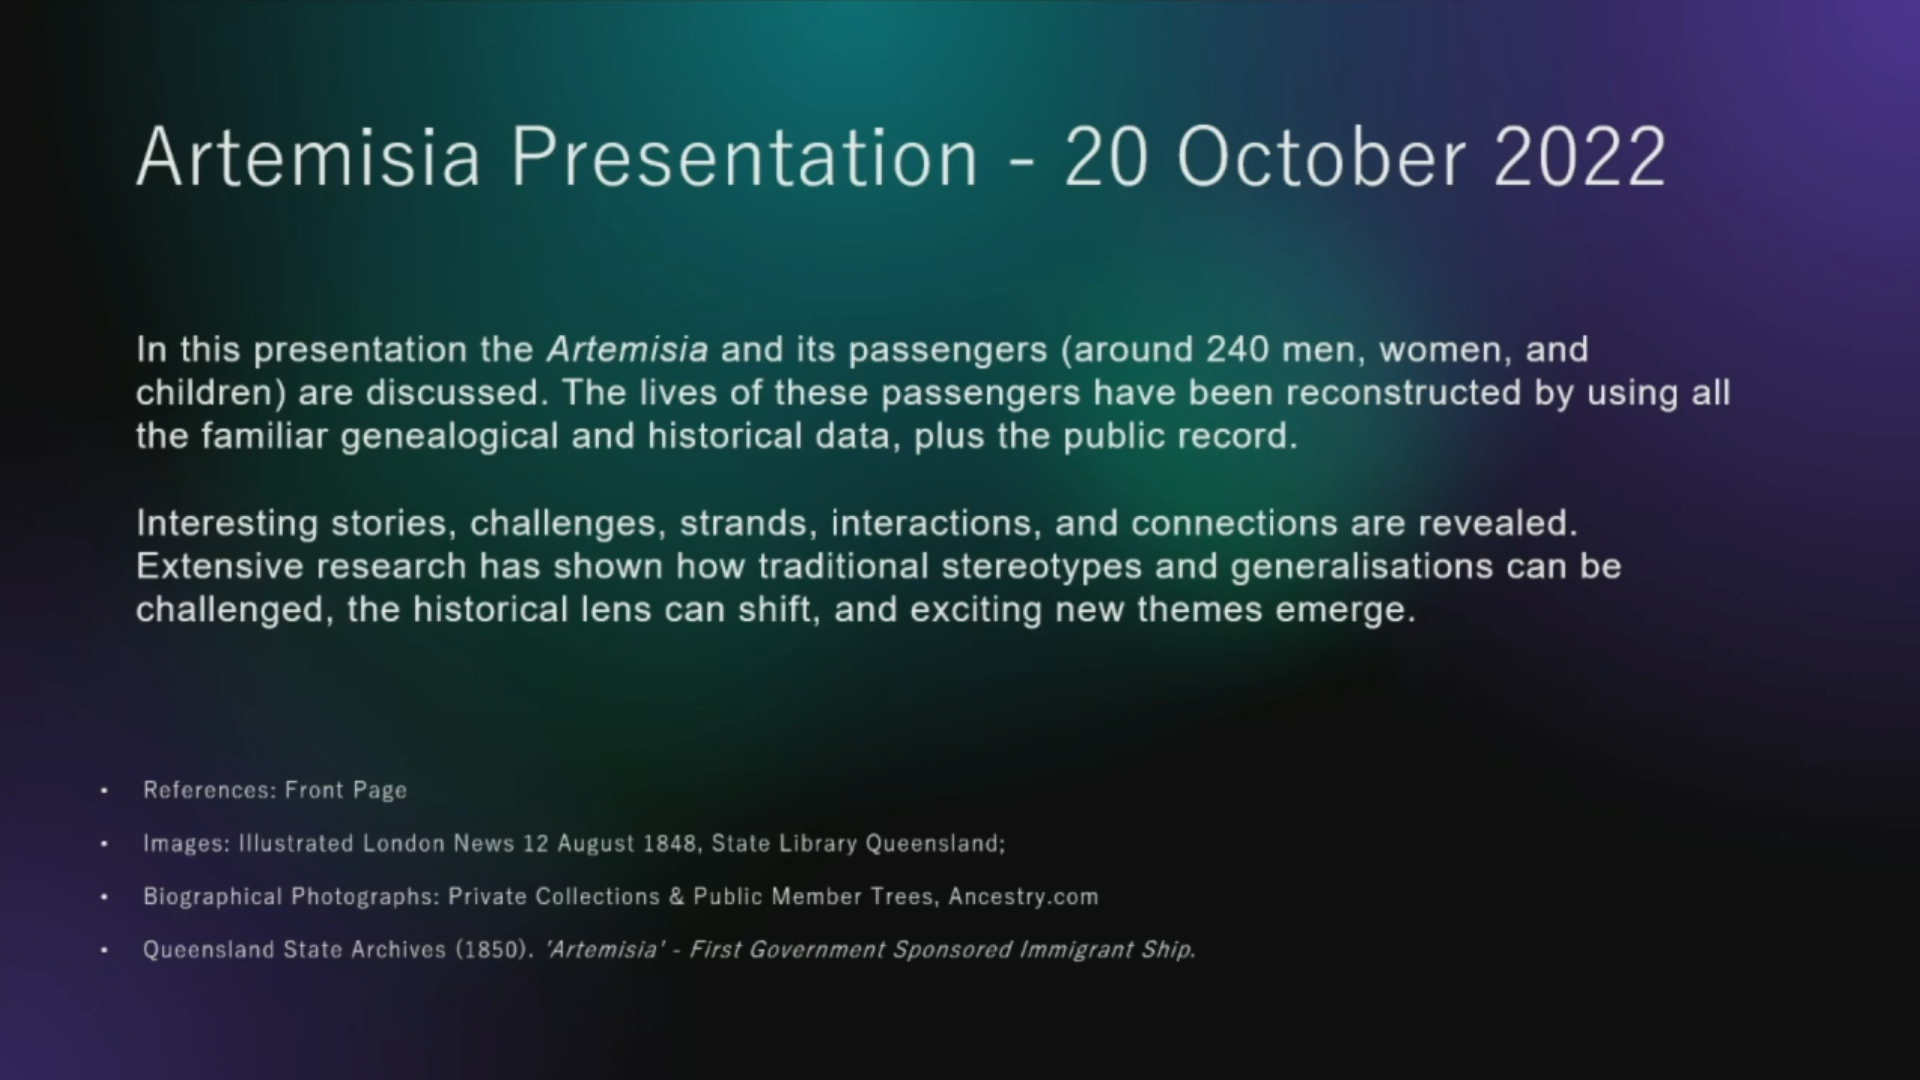 Artemisia Presentation - 20 October 2022
In this presentation the Artemisia and its passengers (around 240 men, women, and
children) are discussed. The lives of these passengers have been reconstructed by using all
the familiar genealogical and historical data, plus the public record.
Interesting stories, challenges, strands, interactions, and connections are revealed.
Extensive research has shown how traditional stereotypes and generalisations can be
challenged, the historical lens can shift, and exciting new themes emerge.
• References: Front Page
• Images: Illustrated London News 12 August 1848, State Library Queensland;
• Biographical Photographs: Private Collections & Public Member Trees, Ancestry.com
• Queensland State Archives (1850). 'Artemisia' - First Government Sponsored Immigrant Ship.